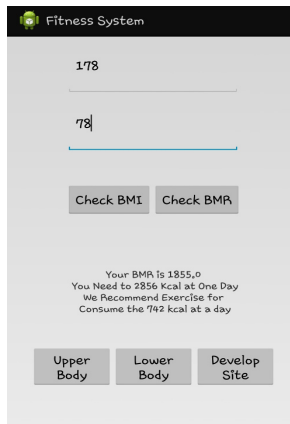 Fitness System
178
78
Check BMI Check BMR
Your BMR is 1855.0
You Need to 2856 Kcal at One Day
We Recommend Exercise for
Consume the 742 kcal at a day
Upper Lower Develop
Body Body Site